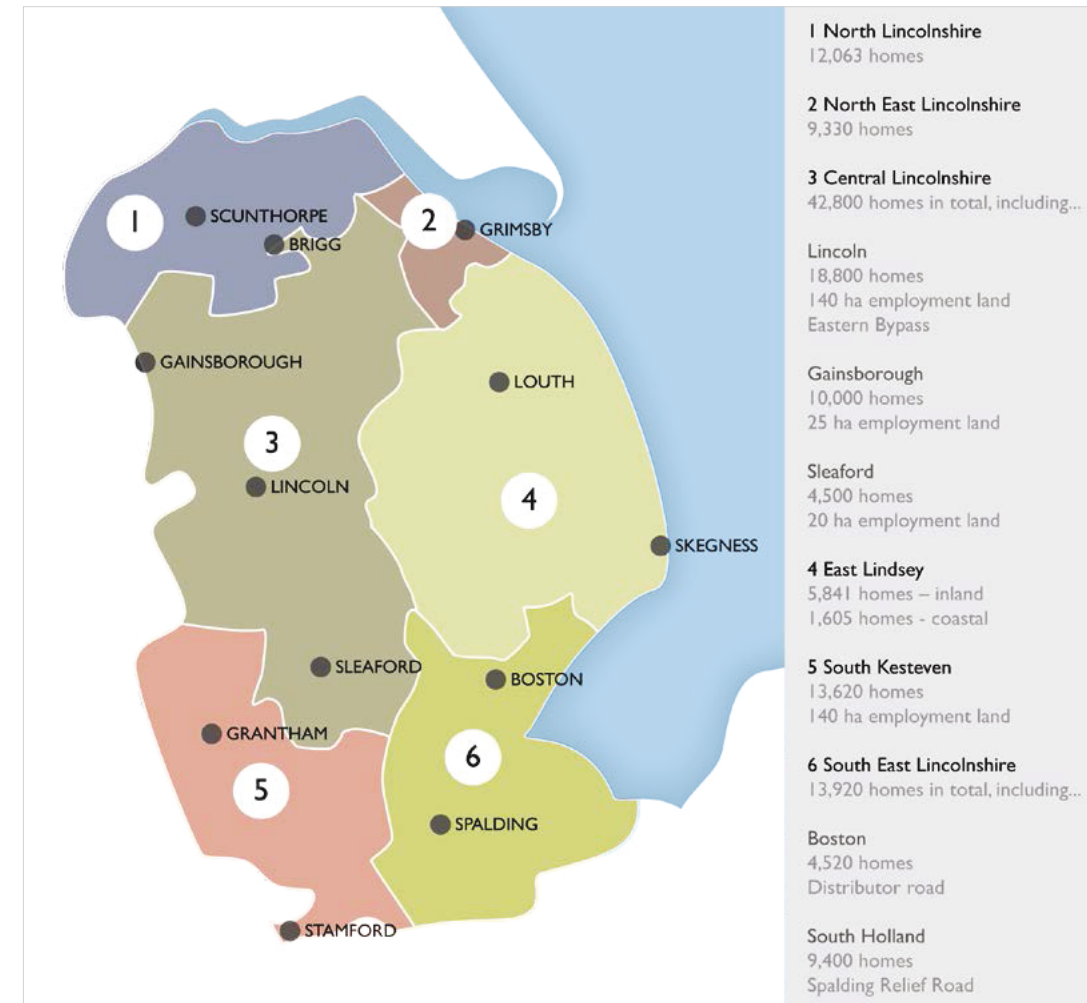 1
SCUNTHORPE
BRIGG
2
GRIMSBY
GAINSBOROUGH
LOUTH
3
LINCOLN
4
SKEGNESS
SLEAFORD
BOSTON
GRANTHAM
6
5
SPALDING
STAMFORD
1 North Lincolnshire
12,063 homes
2 North East Lincolnshire
9,330 homes
3 Central Lincolnshire
42,800 homes in total, including...
Lincoln
18,800 homes
140 ha employment land
Eastern Bypass
Gainsborough
10,000 homes
25 ha employment land
Sleaford
4,500 homes
20 ha employment land
4 East Lindsey
5,841 homes – inland
1,605 homes - coastal
5 South Kesteven
13,620 homes
140 ha employment land
6 South East Lincolnshire
13,920 homes in total, including...
Boston
4,520 homes
Distributor road
South Holland
9,400 homes
Spalding Relief Road